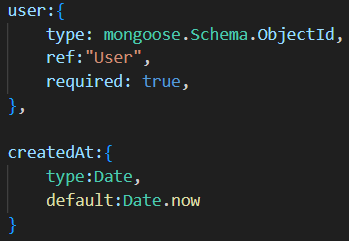 user:{
    type: mongoose.Schema.ObjectId,
    ref:"User",
    required: true,
},

createdAt:{
    type:Date,
    default:Date.now
}